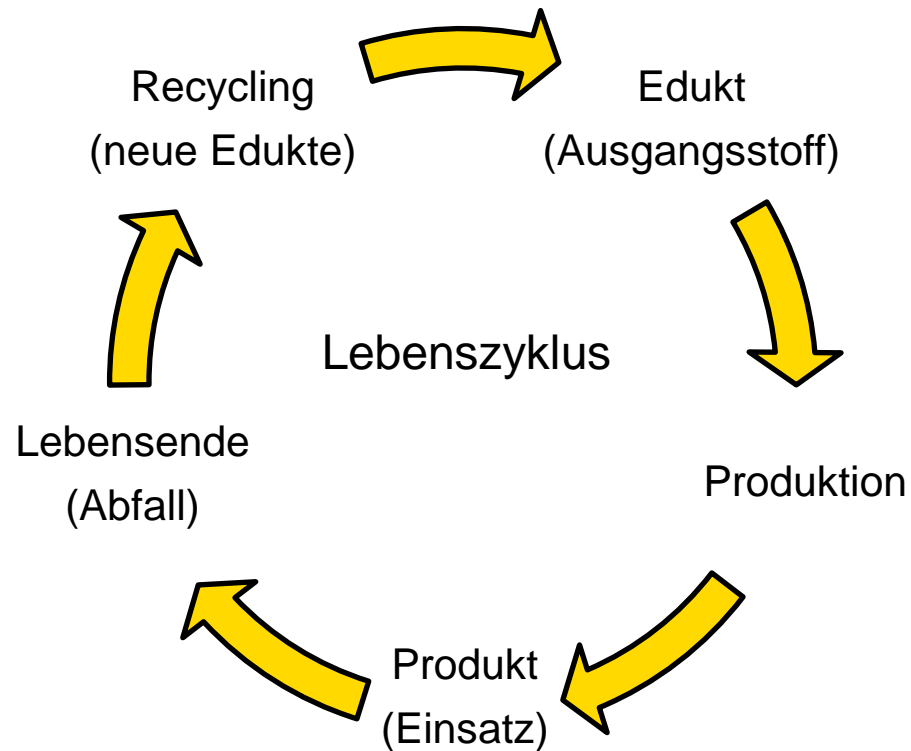 Recycling
(neue Edukte)
Edukt
(Ausgangsstoff)
Lebenszyklus
Lebensende
(Abfall)
Produktion
Produkt
(Einsatz)